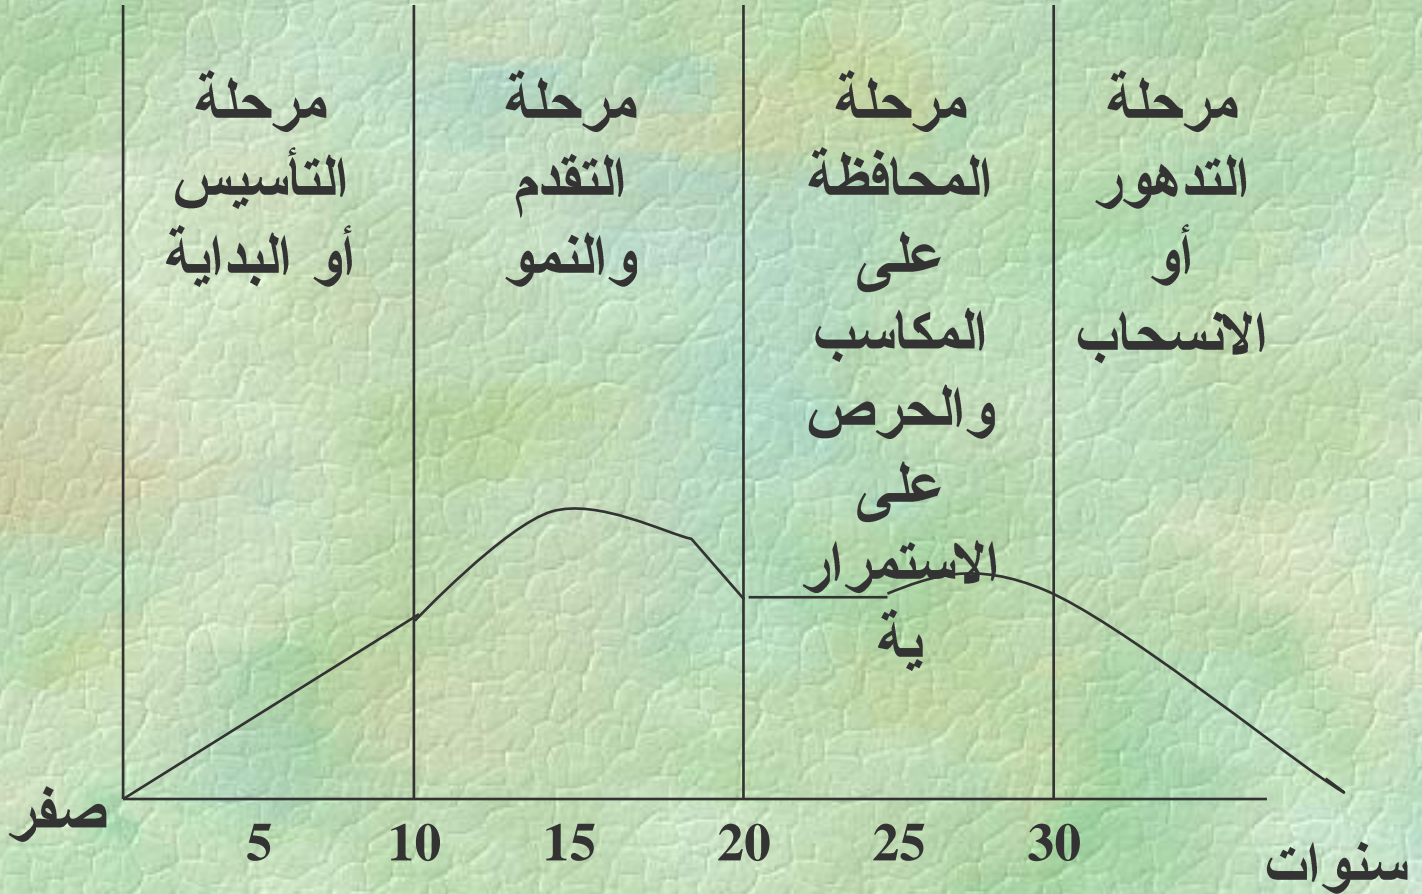 مرحلة
التأسيس
أو البداية
مرحلة
التقدم
والنمو
مرحلة
المحافظة
على
المكاسب
والحرص
على
الاستمرار
ية
مرحلة
التدهور
أو
الانسحاب
صفر
5 10 15 20 25 30
سنوات